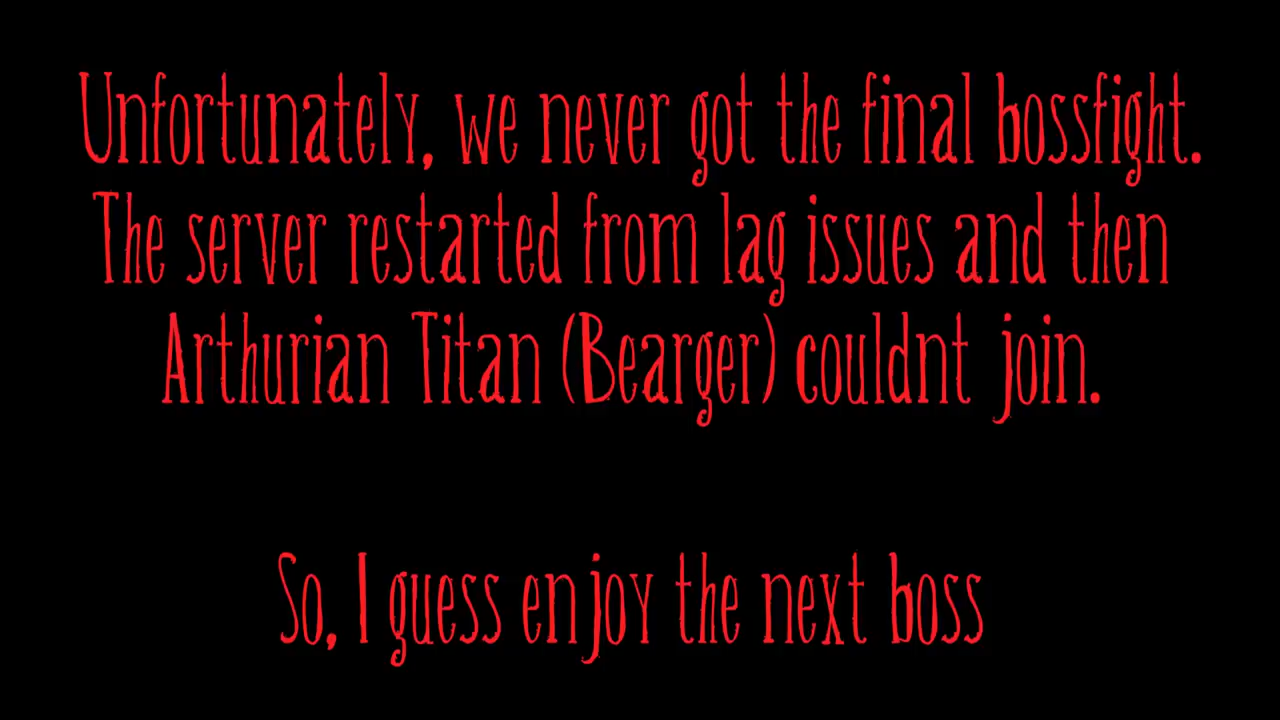 Unfortunately, we never got the final bossfight.
The server restarted from lag issues and then
Arthurian Titan (Bearger) couldnt join.
So, I guess enjoy the next boss